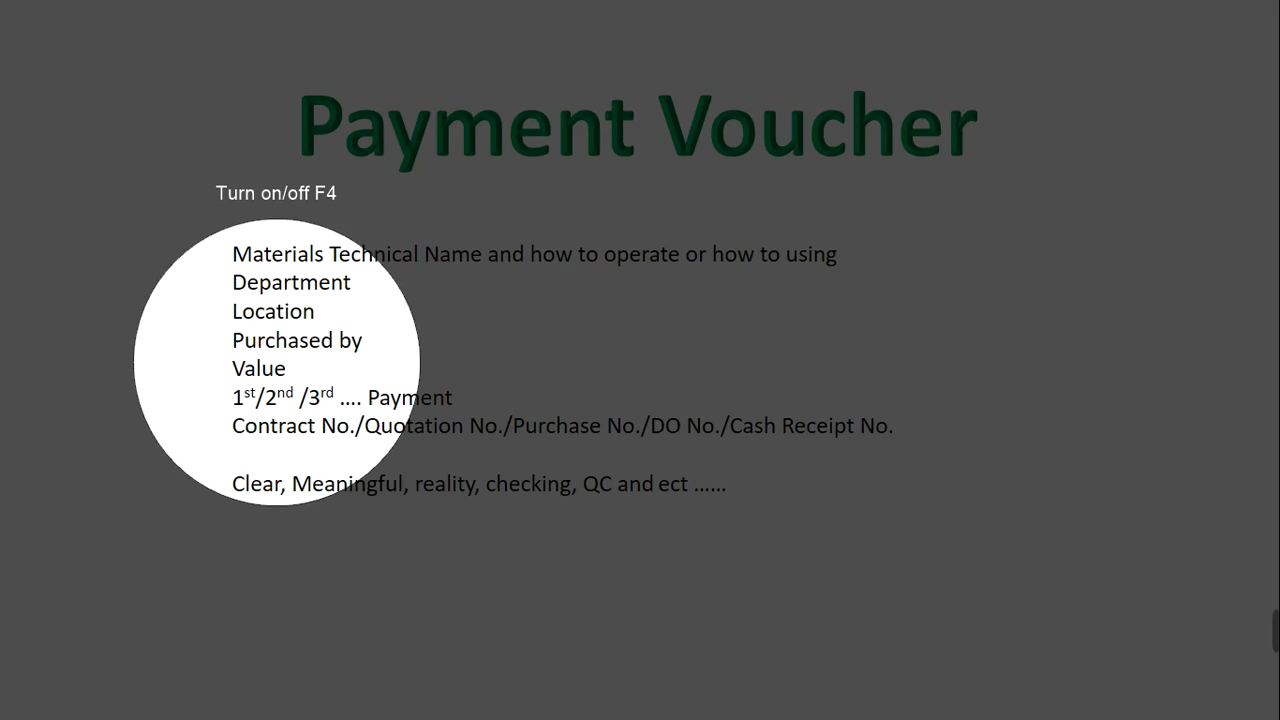 Payment Voucher
Turn on/off F4
Materials Technical Name and how to operate or how to using
Department
Location
Purchased by
Value
1st/2nd /3rd .... Payment
Contract No./Quotation No./Purchase No./DO No./Cash Receipt No.
Clear, Meaningful, reality, checking, QC and ect ......